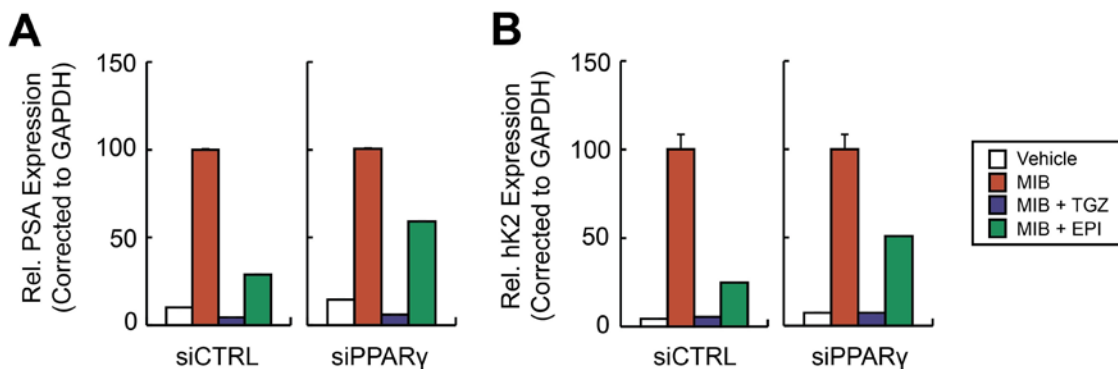 A
Rel. PSA Expression
(Corrected to GAPDH)
150
100
50
0
siCTRL
siPPARγ
B
Rel. hK2 Expression
(Corrected to GAPDH)
150
100
50
0
siCTRL
siPPARγ
Vehicle
MIB
MIB + TGZ
MIB + EPI